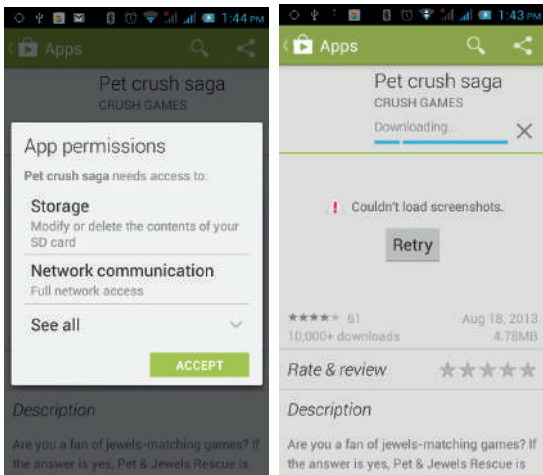 1:44 PM
Apps
Pet crush saga
CRUSH GAMES
App permissions
Pet crush saga needs access to:
Storage
Modify or delete the contents of your
SD card
Network communication
Full network access
See all
ACCEPT
Description
Are you a fan of jewels-matching games? If
the answer is yes, Pet & Jewels Rescue is
1:43 PM
Apps
Pet crush saga
CRUSH GAMES
Downloading...
Couldn't load screenshots.
Retry
61
Aug 18, 2013
10,000+ downloads
4.78MB
Rate & review
Description
Are you a fan of jewels-matching games? If
the answer is yes, Pet & Jewels Rescue is